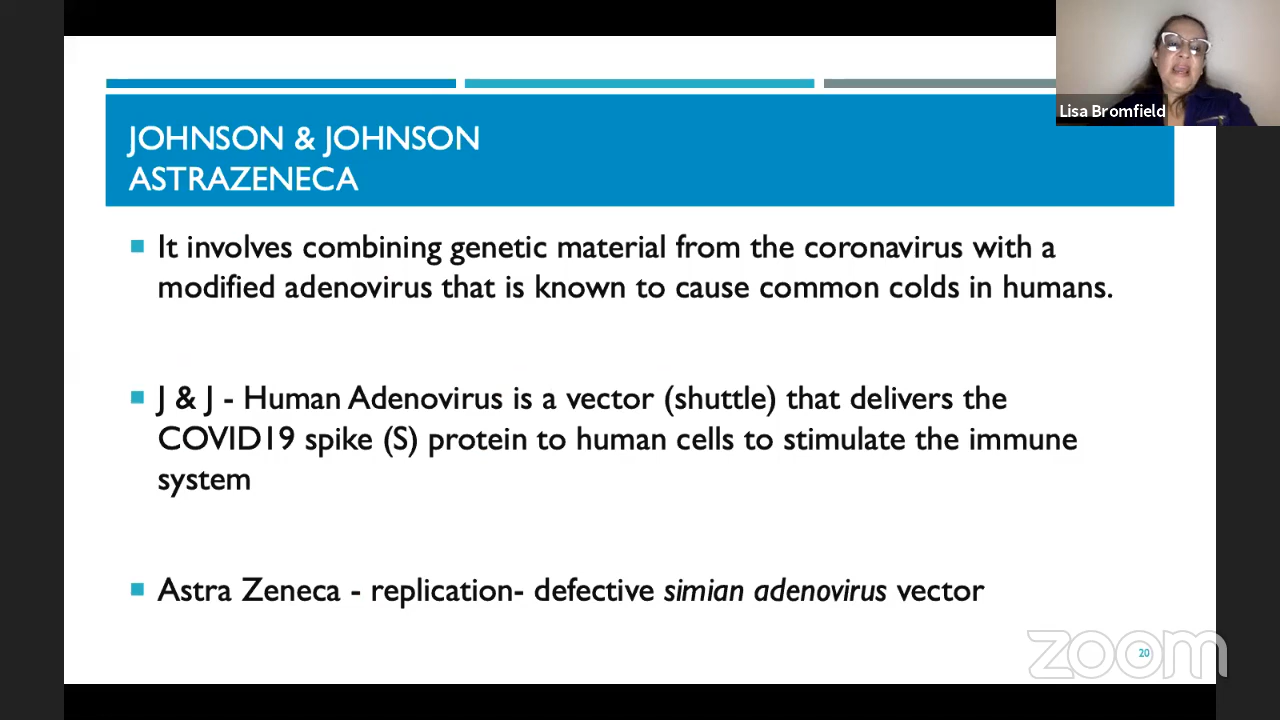 Lisa Bromfield
JOHNSON & JOHNSON
ASTRAZENECA
It involves combining genetic material from the coronavirus with a
modified adenovirus that is known to cause common colds in humans.
J & J - Human Adenovirus is a vector (shuttle) that delivers the
COVID19 spike (S) protein to human cells to stimulate the immune
system
Astra Zeneca - replication- defective simian adenovirus vector
zoom
20